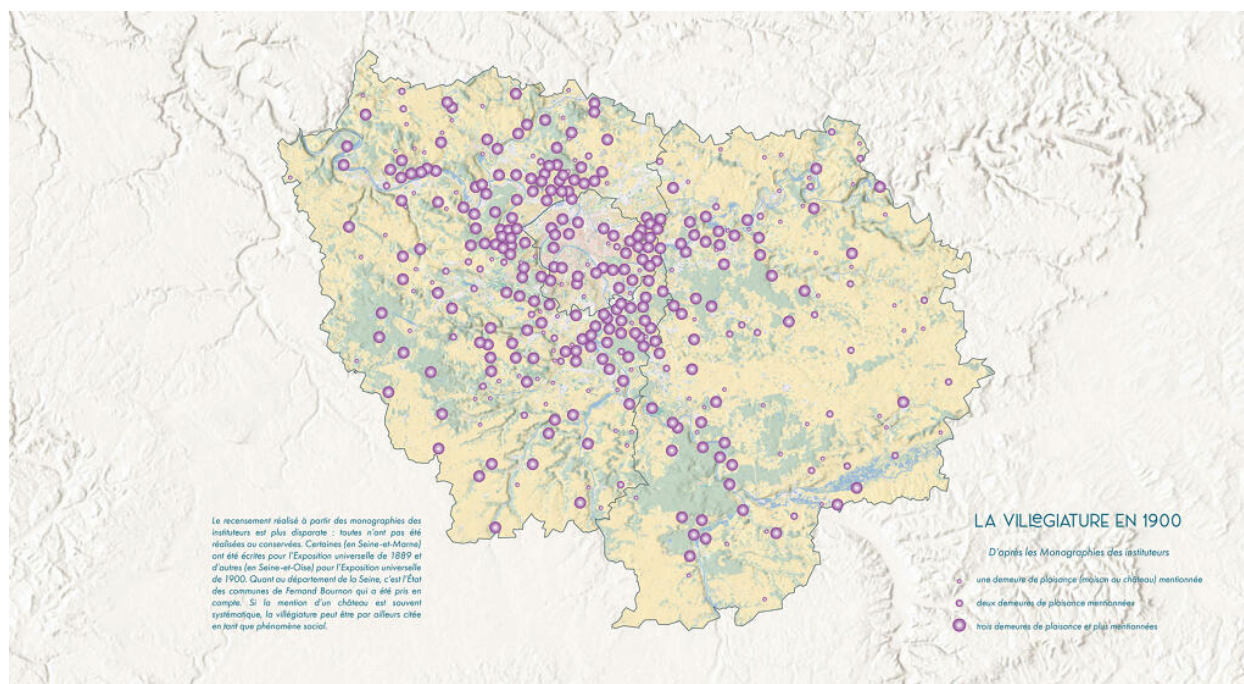 Le recensement réalisé à partir des monographies des
instituteurs est plus disparate : toutes n'ont pas été
réalisées ou conservées. Certaines (en Seine-et-Marne)
ont été écrites pour l'Exposition universelle de 1889 et
d'autres (en Seine-et-Oise) pour l'Exposition universelle
de 1900. Quant au département de la Seine, c'est l'État
des communes de Fernand Bournon qui a été pris en
compte. Si la mention d'un château est souvent
systématique, la villégiature peut être par ailleurs citée
en tant que phénomène social.
LA VILLEGIATURE EN 1900
D'après les Monographies des instituteurs
une demeure de plaisance (maison ou château) mentionnée
deux demeures de plaisance mentionnées
trois demeures de plaisance et plus mentionnées